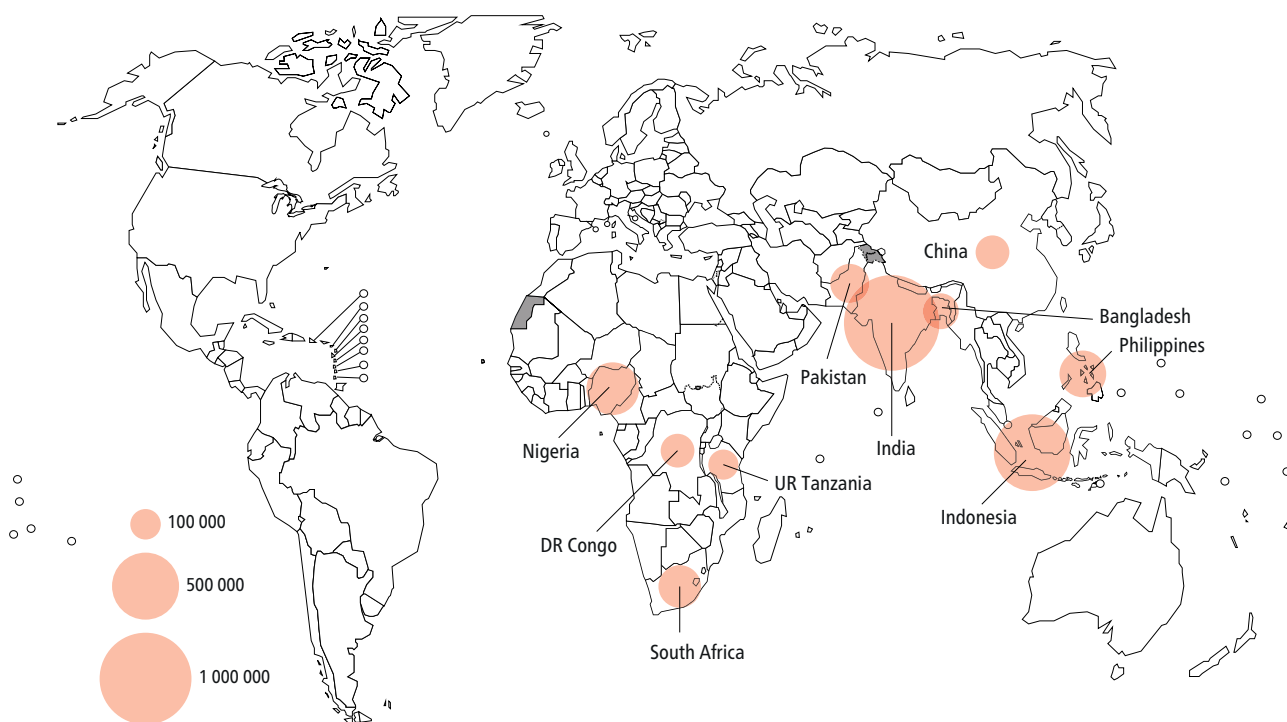 China
Bangladesh
Philippines
Pakistan
India
Nigeria
UR Tanzania
Indonesia
DR Congo
South Africa
100 000
500 000
1 000 000